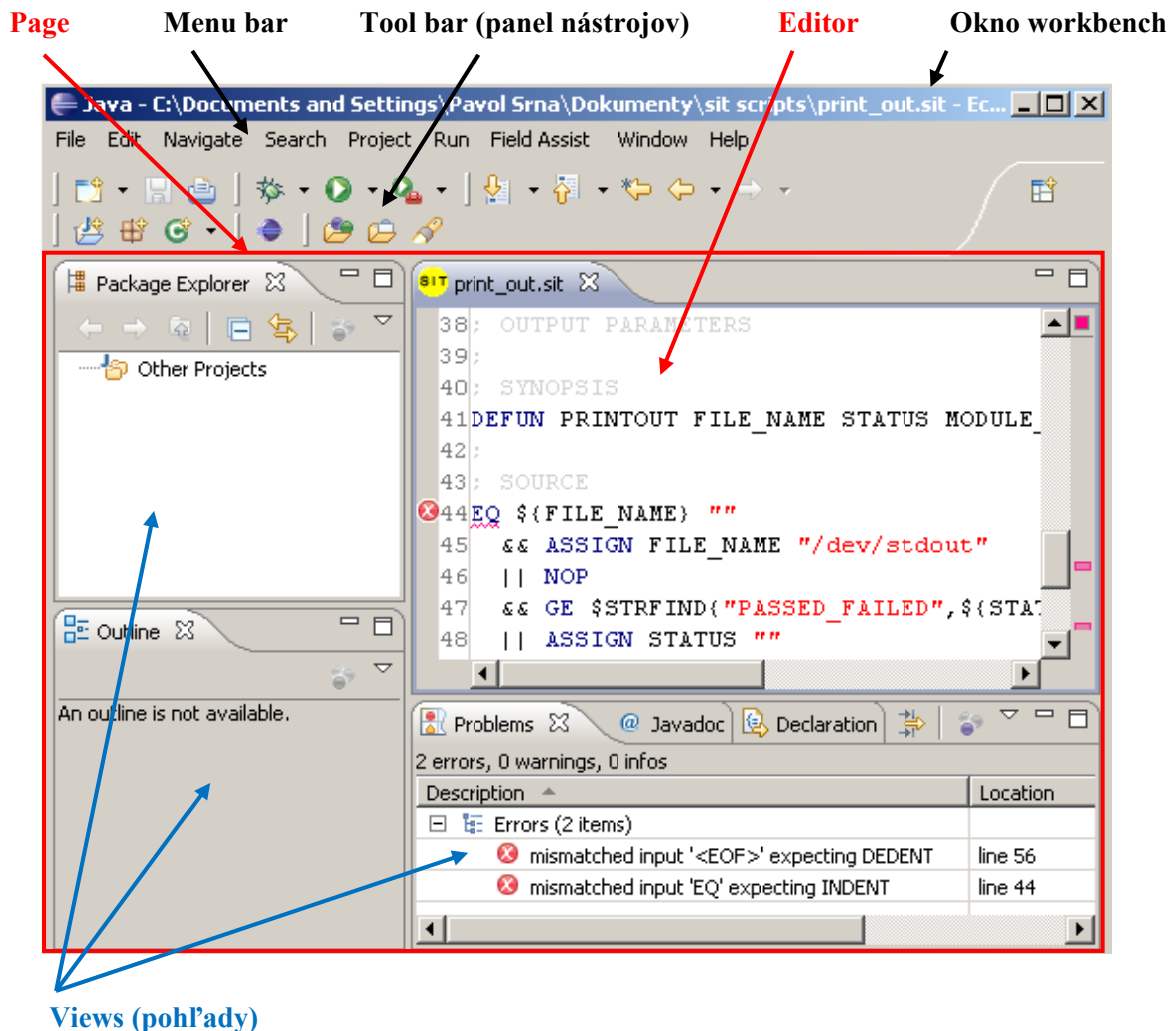 Page Menu bar Tool bar (panel nástrojov) Editor Okno workbench
Java - C:\Documents and Settings\Pavol Srna\Dokumenty\sit scripts\print_out.sit - Ec...
File Edit Navigate Search Project Run Field Assist Window Help
Package Explorer
Other Projects
SIT print_out.sit
38; OUTPUT PARAMETERS
39;
40; SYNOPSIS
41DEFUN PRINTOUT FILE_NAME STATUS MODULE_
42;
43; SOURCE
44EQ ${FILE_NAME} ""
45 && ASSIGN FILE_NAME "/dev/stdout"
46 || NOP
47 && GE $STRFIND{"PASSED_FAILED",${STAT
48 || ASSIGN STATUS ""
Outline
An outline is not available.
Problems @ Javadoc Declaration
2 errors, 0 warnings, 0 infos
Description Location
Errors (2 items)
mismatched input '<EOF>' expecting DEDENT line 56
mismatched input 'EQ' expecting INDENT line 44
Views (pohľady)